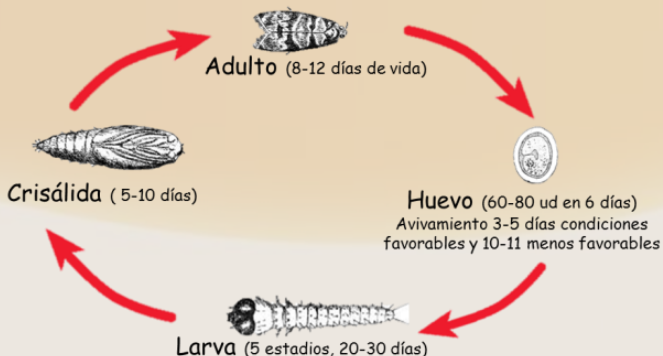 Adulto (8-12 días de vida)
Crisálida ( 5-10 días)
Huevo (60-80 ud en 6 días)
Avivamiento 3-5 días condiciones
favorables y 10-11 menos favorables
Larva (5 estadios, 20-30 días)